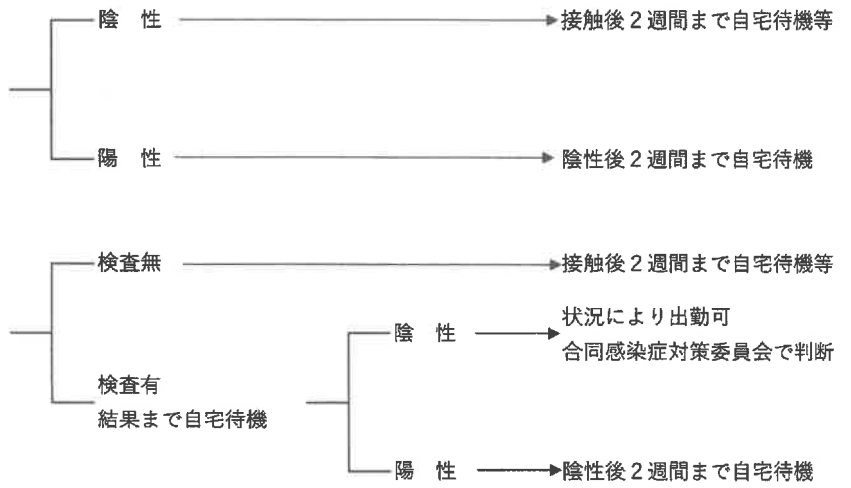 陰　性　接触後２週間まで自宅待機等
陽　性　陰性後２週間まで自宅待機
検査無　接触後２週間まで自宅待機等
状況により出勤可
陰　性
合同感染症対策委員会で判断
検査有
結果まで自宅待機
陽　性　陰性後２週間まで自宅待機